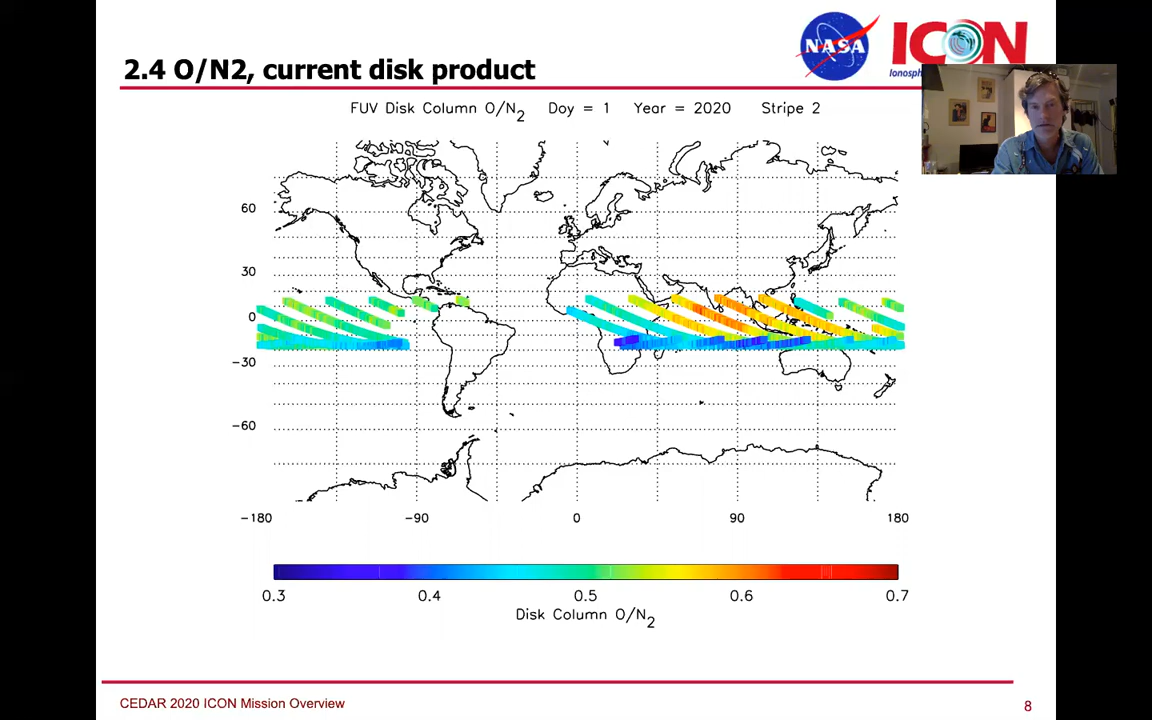 NASA
ICON
Ionosph
2.4 O/N2, current disk product
FUV Disk Column O/N2 Day = 1 Year = 2020 Stripe 2
60
30
0
-30
-60
-180 -90 0 90 180
0.3 0.4 0.5 0.6 0.7
Disk Column O/N2
CEDAR 2020 ICON Mission Overview
8